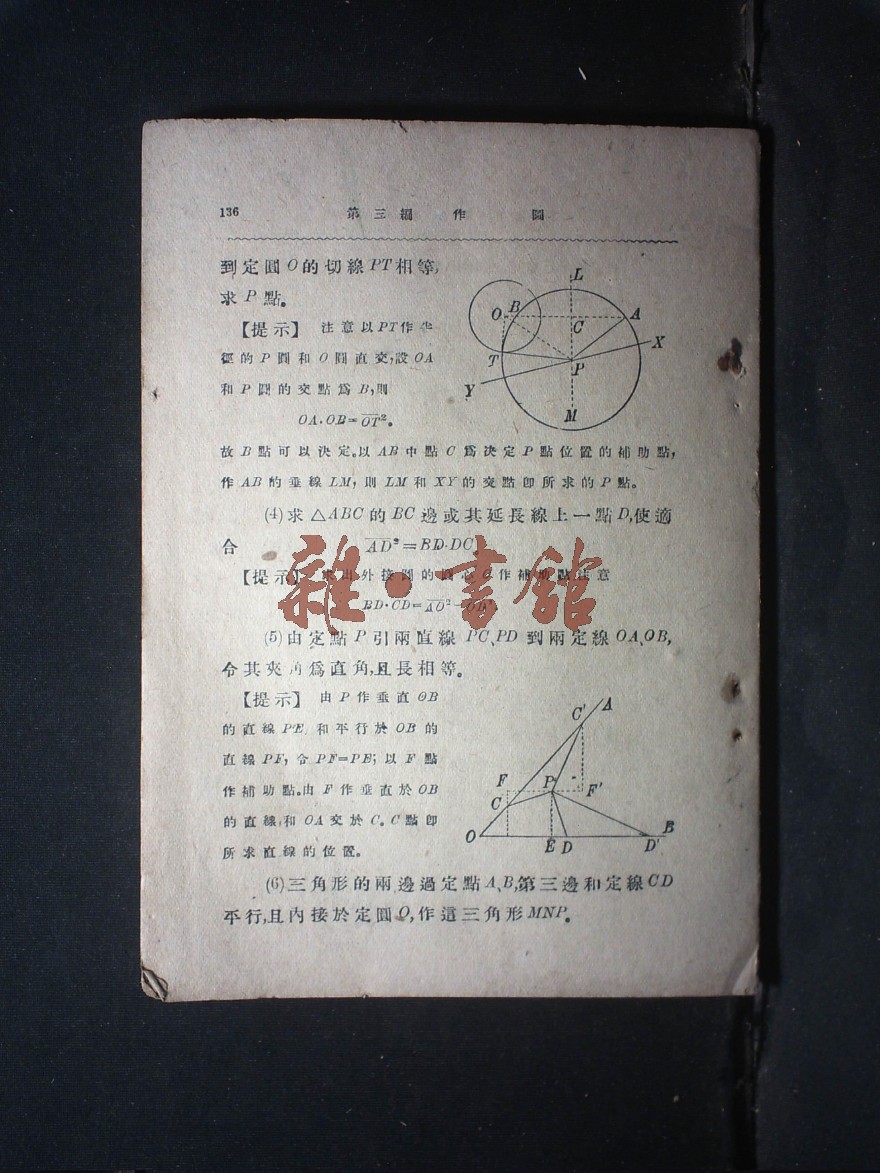 136 第三編 作圖
到定圓O的切線PT相等,
求P點。
【提示】 注意以PT作半
徑的P圓和O圓直交,設OA
和P圓的交點爲B,則
OA·OB=OT²。
故B點可以決定。以AB中點C爲決定P點位置的補助點,
作AB的垂線LM,則LM和XY的交點卽所求的P點。
L
O B A
C
X
T
P
Y
M
(4)求△ABC的BC邊或其延長線上一點D,使適
合 AD²=BD·DC
【提示】 外接圓的 作補助點注意
BD·CD=AO²
雜·書館
(5)由定點P引兩直線PC、PD到兩定線OA、OB,
令其夾角爲直角,且長相等。
【提示】 由P作垂直OB
的直線PE,和平行於OB的
直線PF,令PF=PE;以F點
作補助點。由F作垂直於OB
的直線,和OA交於C。C點卽
所求直線的位置。
A
C'
F P F'
C
O E D D' B
(6)三角形的兩邊過定點A、B,第三邊和定線CD
平行,且內接於定圓O,作這三角形MNP。